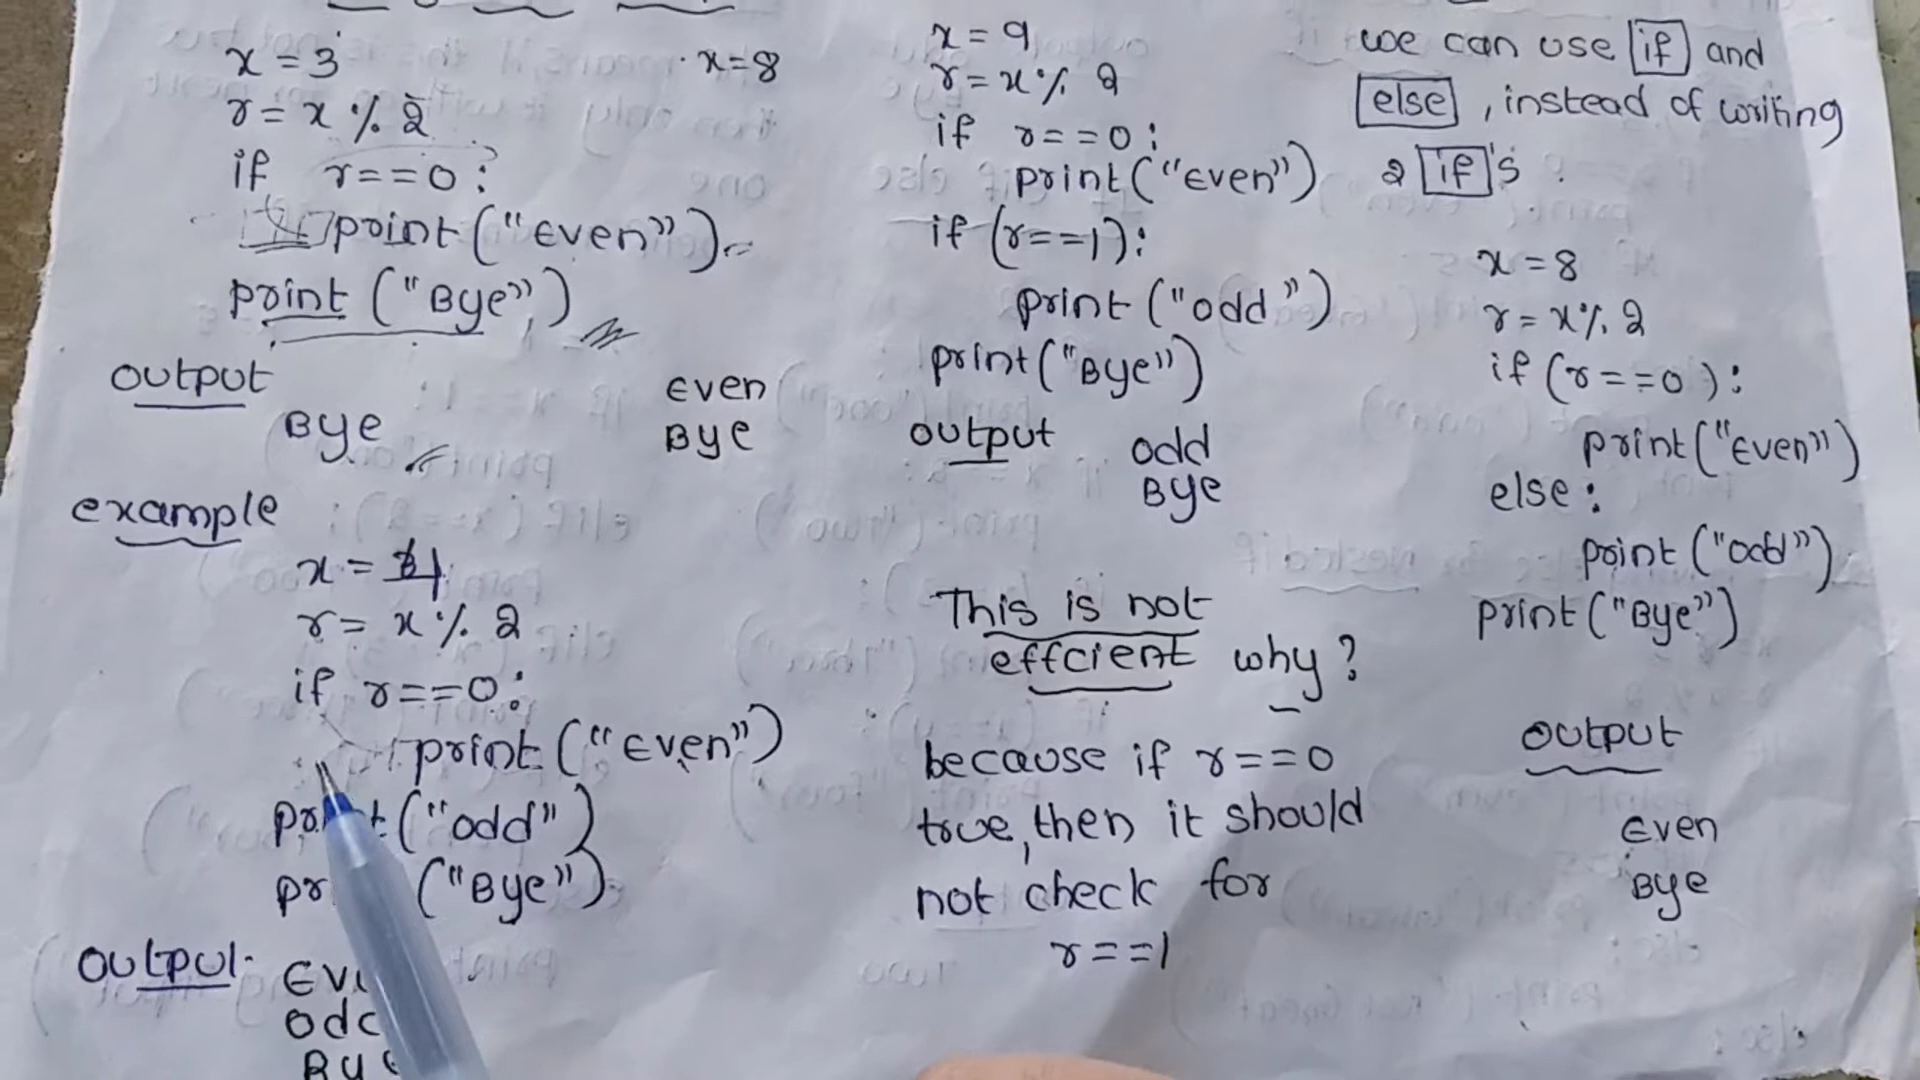 x = 3
r = x % 2
if r==0:
print("Even")
print ("Bye")
x=8
output
Bye
Even
Bye
example
x =
r = x % 2
if r==0:
print ("Even")
("odd")
("Bye")
output
Bye
x = 9
r = x % 2
if r==0:
print("Even")
if (r==1):
print ("odd")
print("Bye")
output
odd
Bye
This is not
effcient why?
because if r==0
true, then it should
not check for
r==1
we can use if and
else, instead of writing
2 if's.
x = 8
r = x % 2
if (r==0):
print("Even")
else:
print ("odd")
print("Bye")
output
Even
Bye